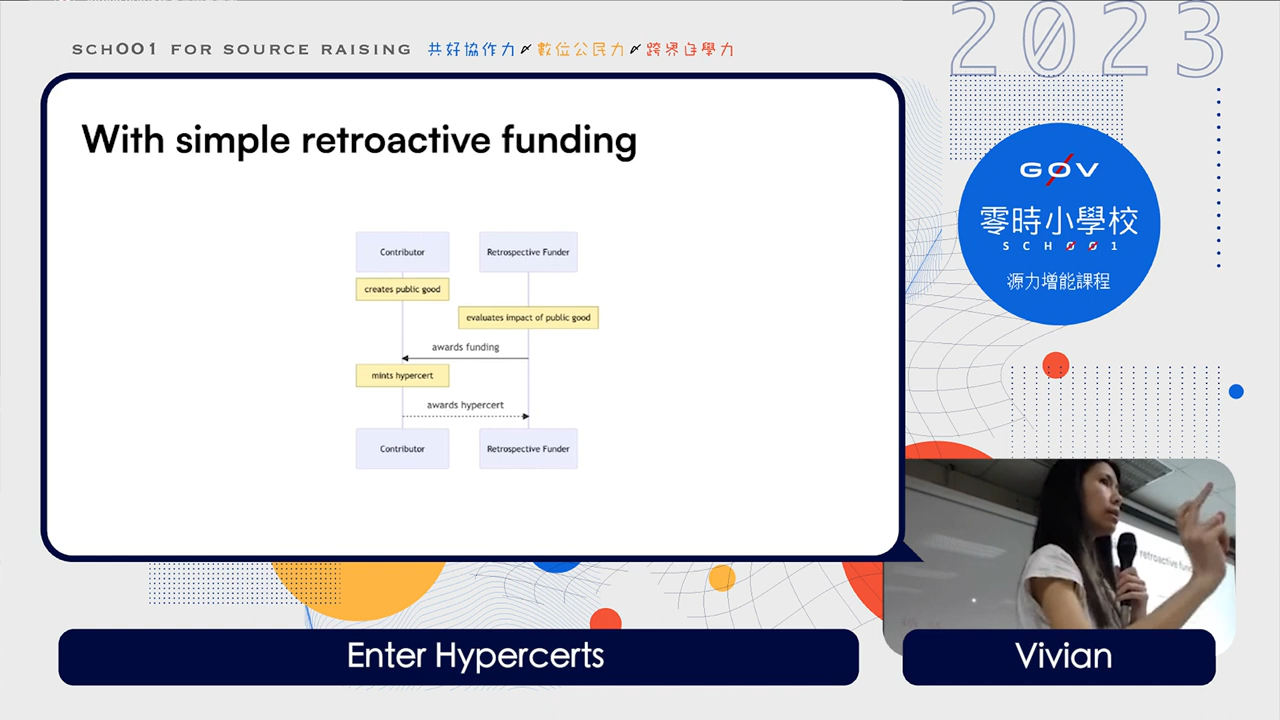 SCH001 FOR SOURCE RAISING 共好協作力 數位公民力 跨界自學力
2023
With simple retroactive funding
Contributor
Retrospective Funder
creates public good
evaluates impact of public good
awards funding
mints hypercert
awards hypercert
Contributor
Retrospective Funder
G0V
零時小學校
SCH001
源力增能課程
retroactive fun
Enter Hypercerts
Vivian